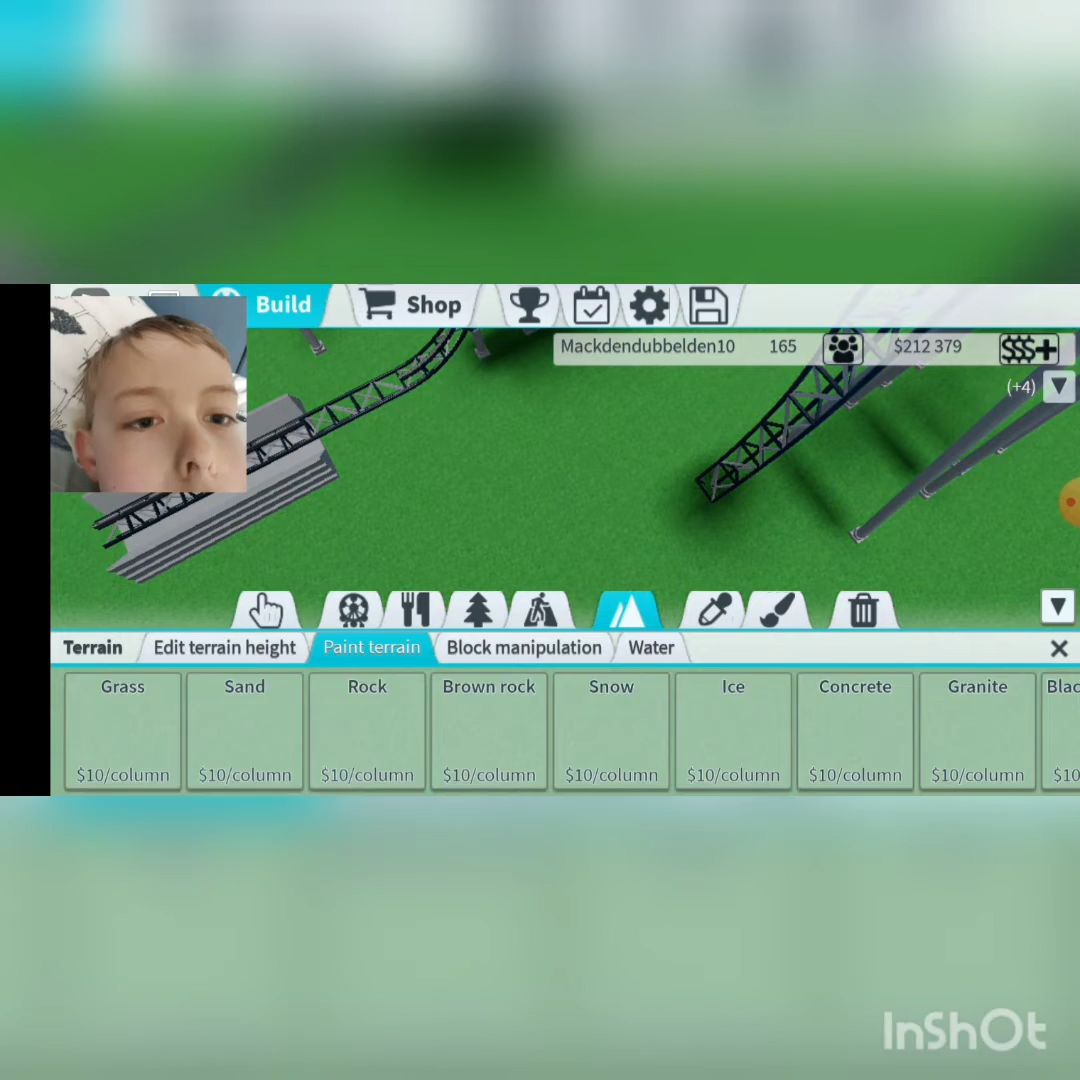 Build Shop
Mackdendubbelden10 165 $212 379 $$$+
(+4)
Terrain Edit terrain height Paint terrain Block manipulation Water
Grass Sand Rock Brown rock Snow Ice Concrete Granite Blac
$10/column $10/column $10/column $10/column $10/column $10/column $10/column $10/column $10
InShOt